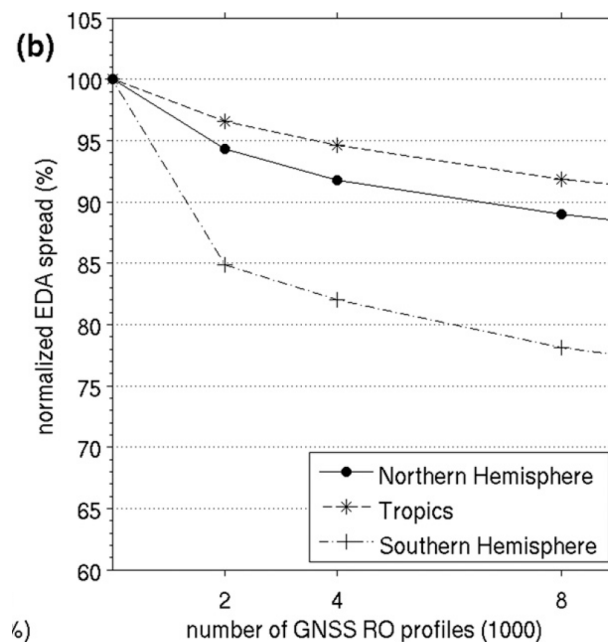 (b)
105
100
95
90
85
80
75
70
65
60
normalized EDA spread (%)
Northern Hemisphere
Tropics
Southern Hemisphere
2 4 8
%) number of GNSS RO profiles (1000)